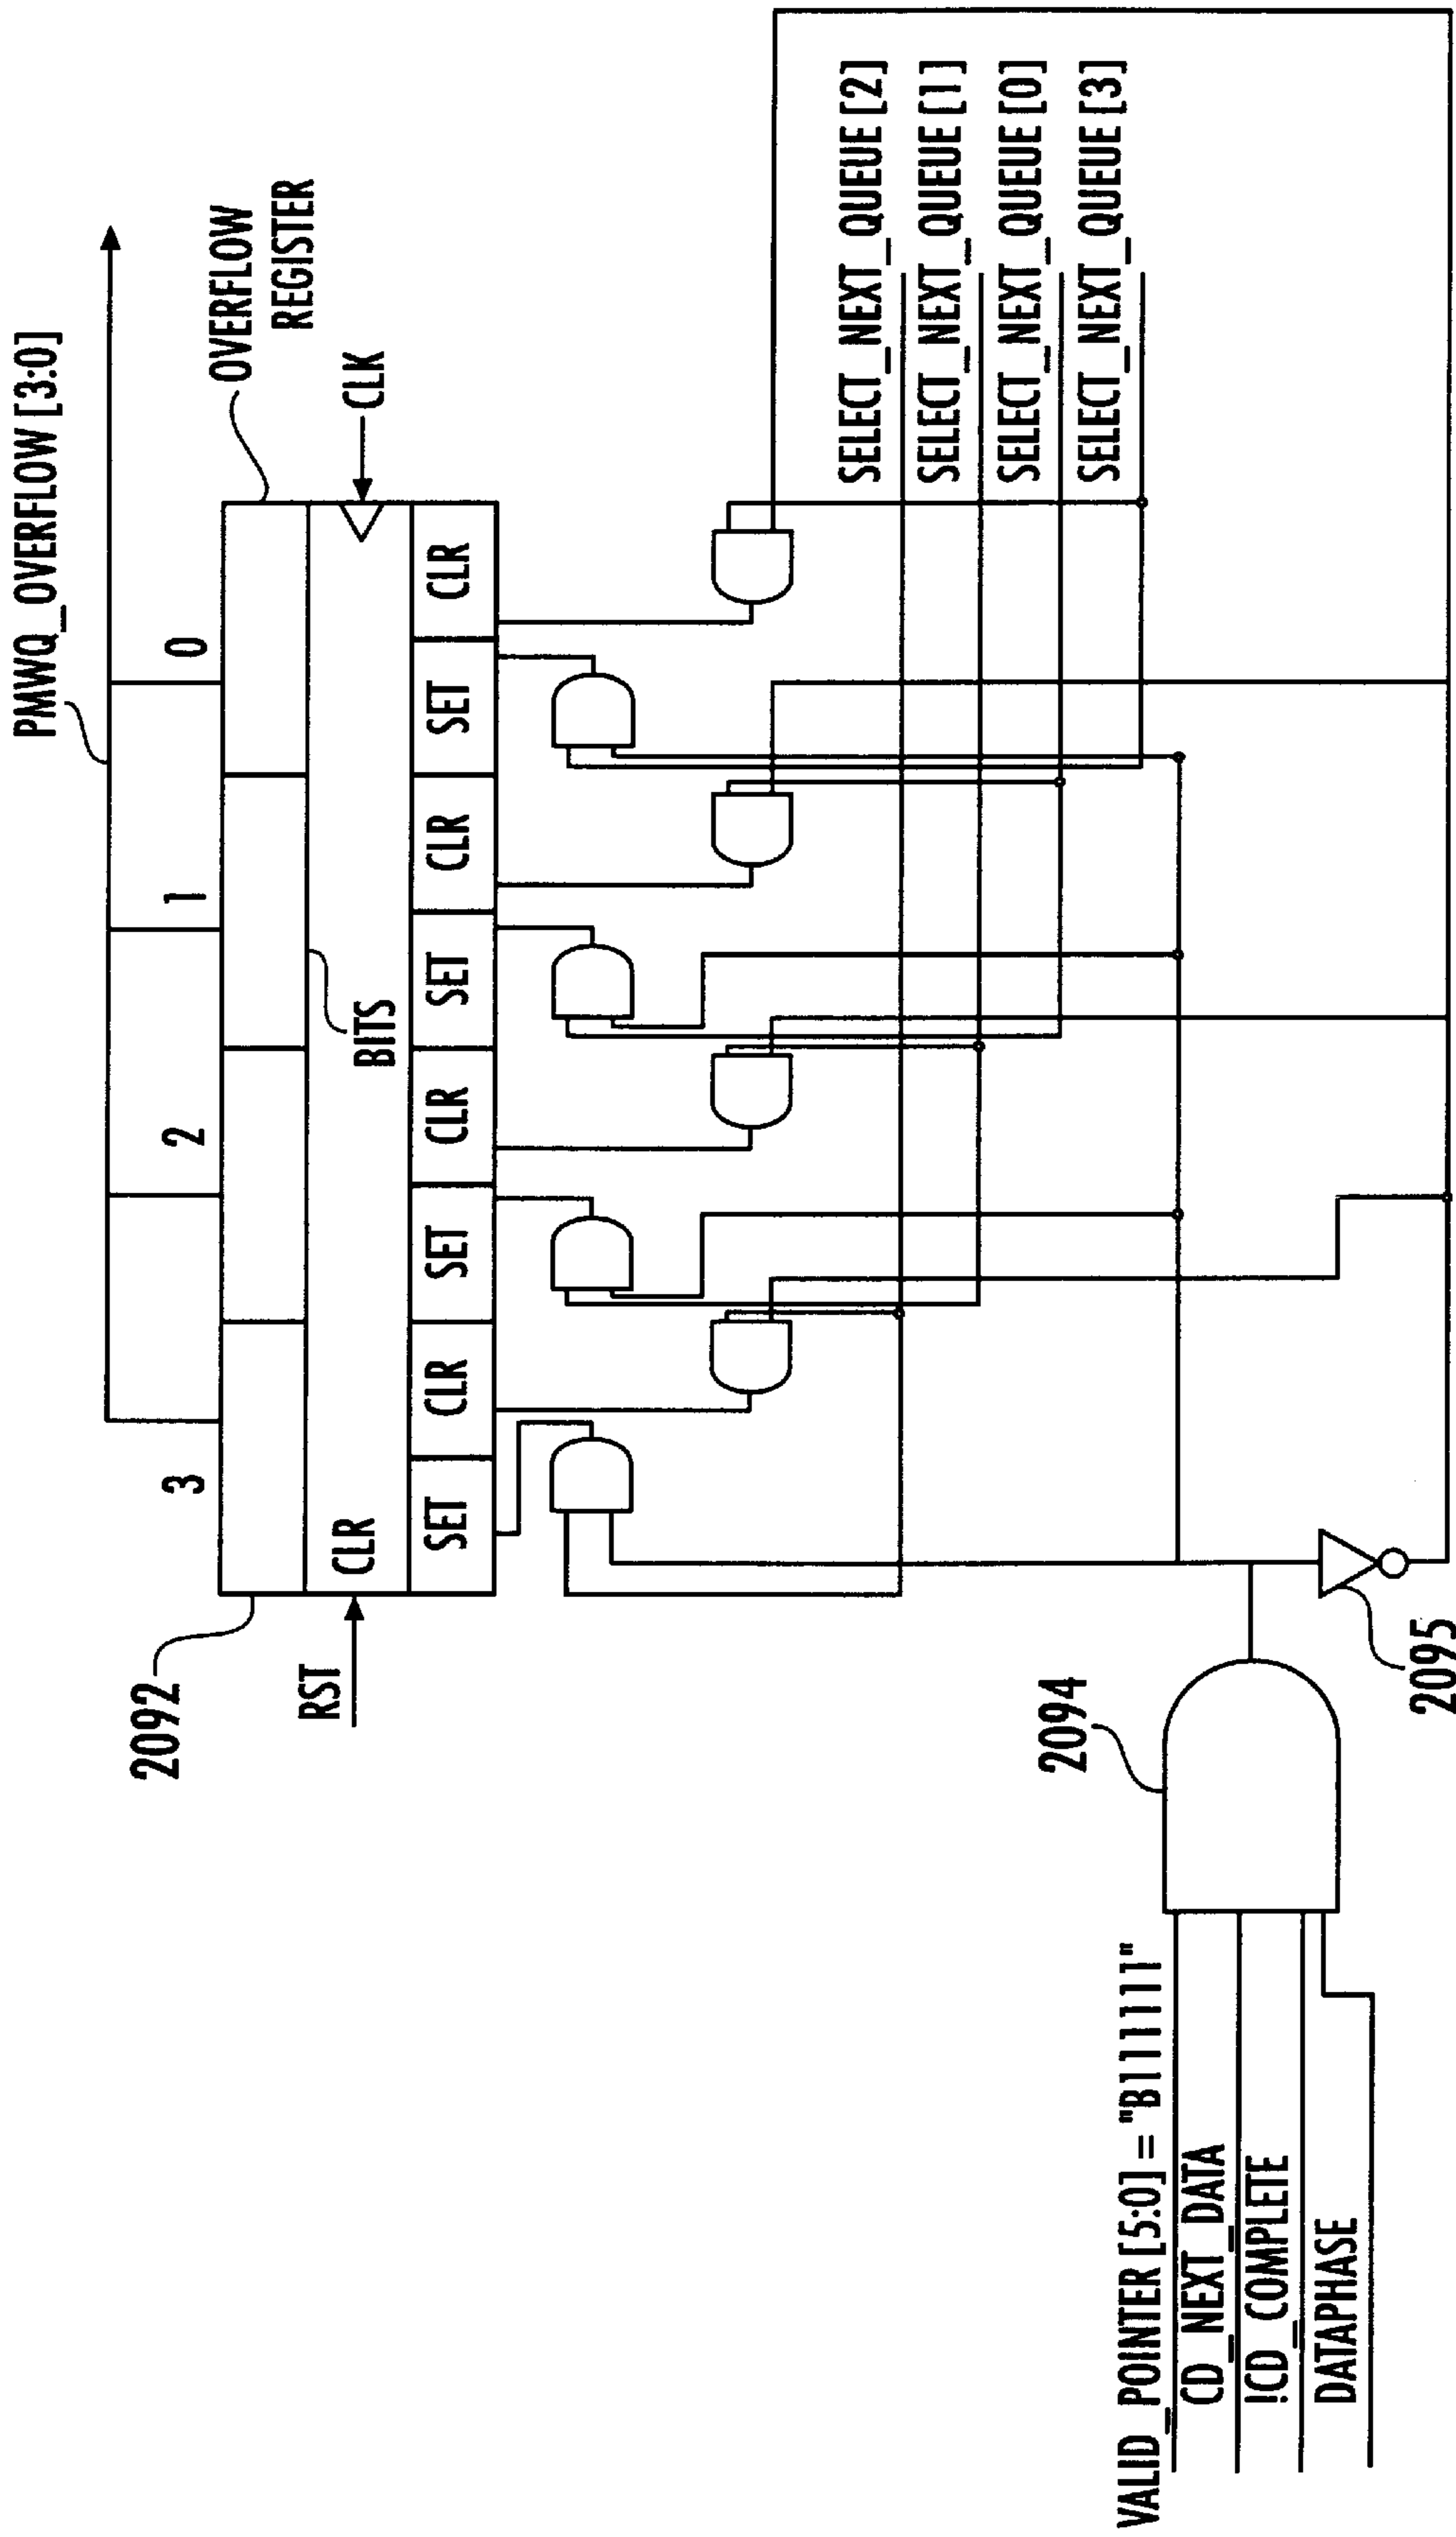 PMWQ_OVERFLOW [3:0]
OVERFLOW
REGISTER
2092
3
2
1
0
BITS
RST
CLR
CLK
SET
CLR
SET
CLR
SET
CLR
SET
CLR
SELECT_NEXT_QUEUE [2]
SELECT_NEXT_QUEUE [1]
SELECT_NEXT_QUEUE [0]
SELECT_NEXT_QUEUE [3]
2094
2095
VALID_POINTER [5:0] = "B111111"
CD_NEXT_DATA
!CD_COMPLETE
DATAPHASE